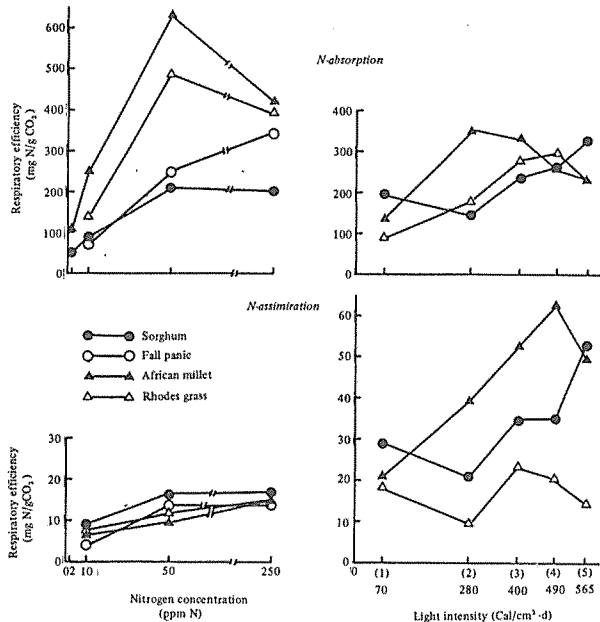 N-absorption
Respiratory efficiency
(mg N/g CO₂)
600
500
400
300
200
100
0
400
300
200
100
0
N-assimiration
Sorghum
Fall panic
African millet
Rhodes grass
Respiratory efficiency
(mg N/gCO₂)
30
20
10
0
02 10 50 250
Nitrogen concentration
(ppm N)
60
50
40
30
20
10
0
0 (1) (2) (3) (4) (5)
70 280 400 490 565
Light intensity (Cal/cm³·d)